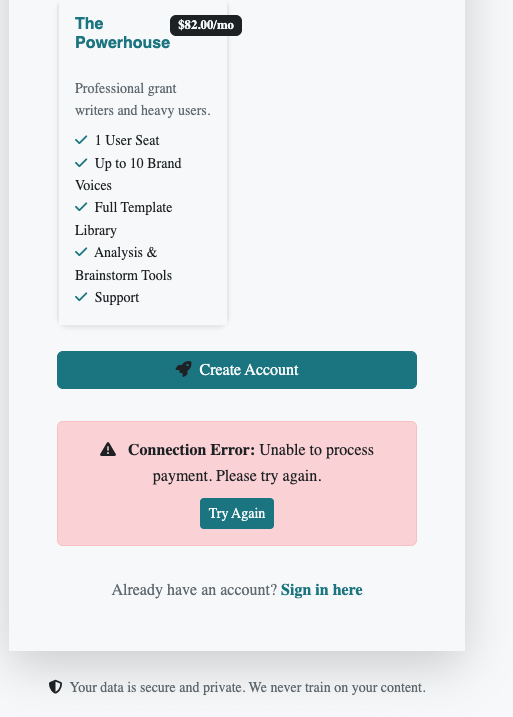 The
Powerhouse
$82.00/mo
Professional grant
writers and heavy users.
1 User Seat
Up to 10 Brand
Voices
Full Template
Library
Analysis &
Brainstorm Tools
Support
Create Account
Connection Error: Unable to process
payment. Please try again.
Try Again
Already have an account? Sign in here
Your data is secure and private. We never train on your content.